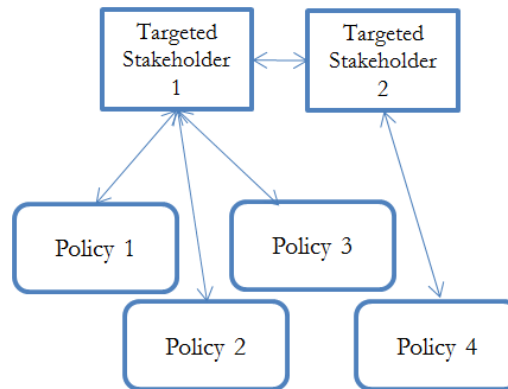 Targeted
Stakeholder
1
Targeted
Stakeholder
2
Policy 1
Policy 3
Policy 2
Policy 4